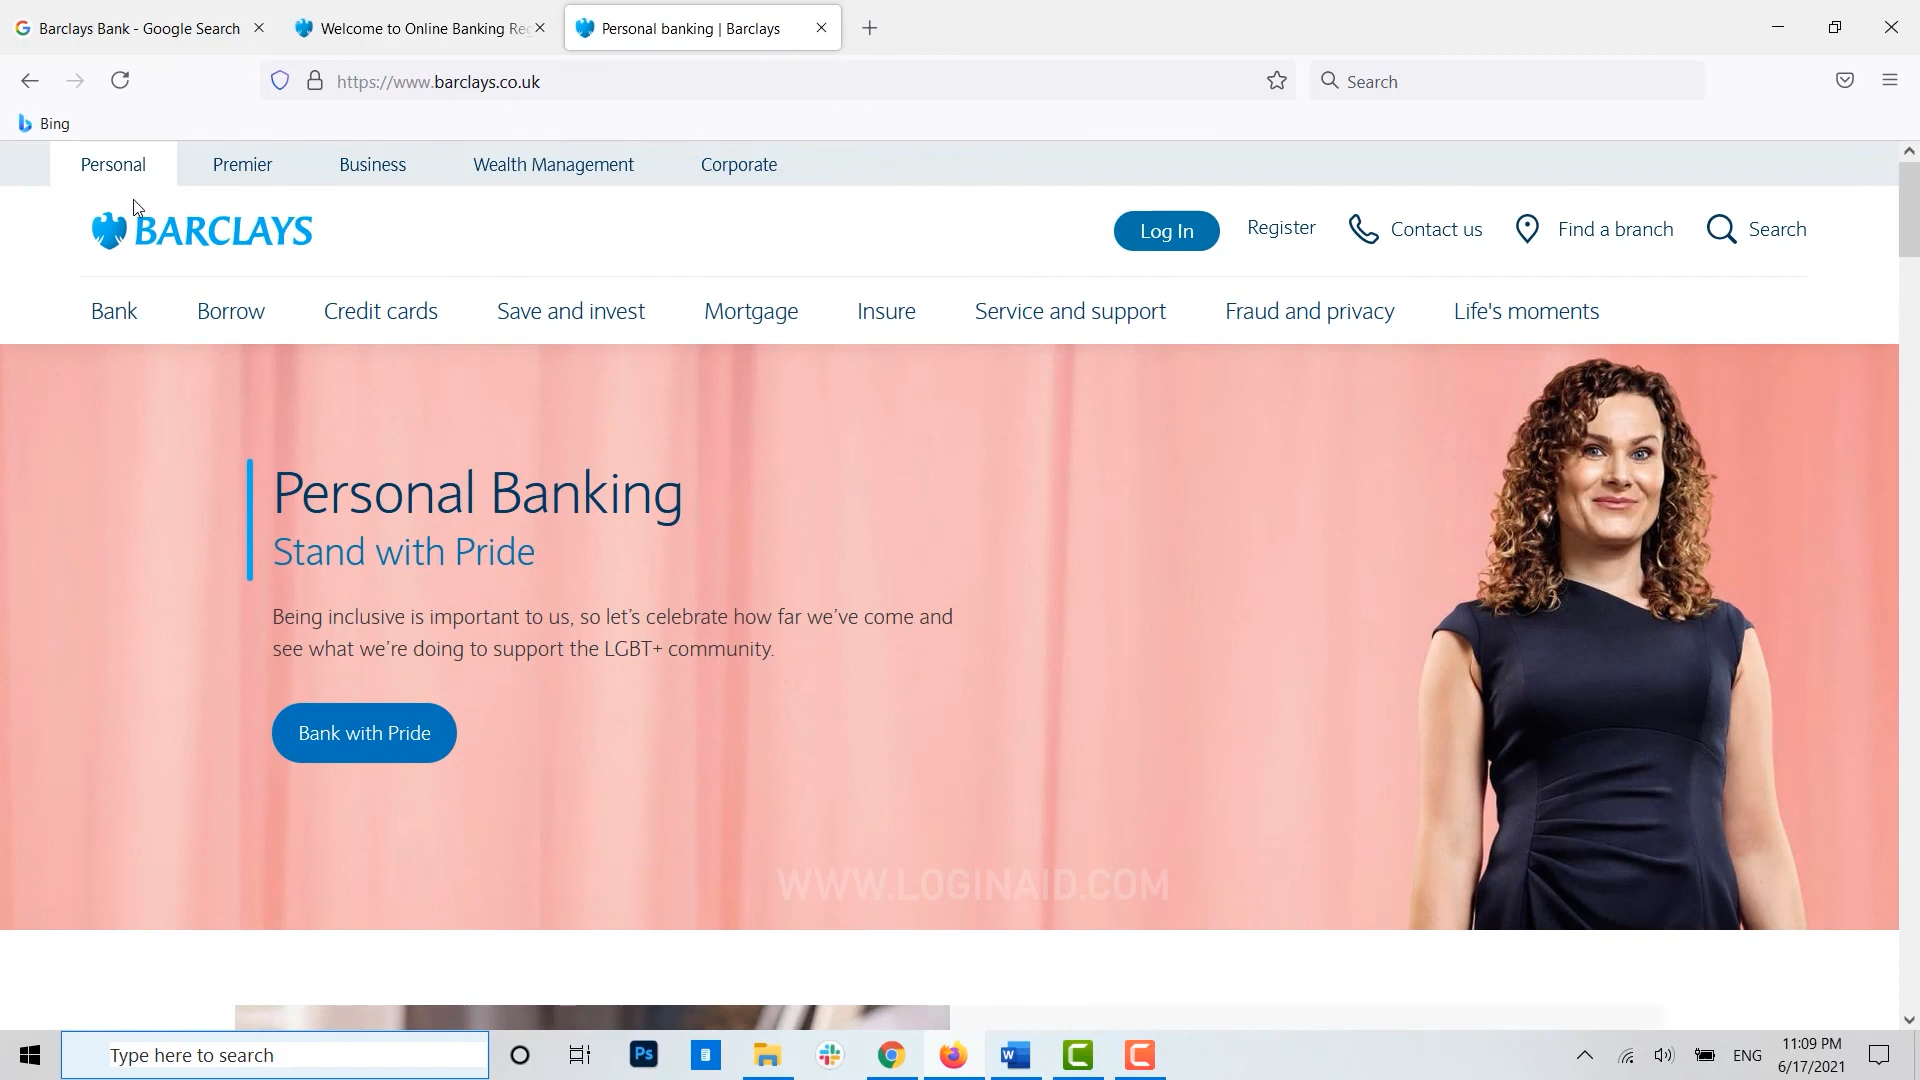 Barclays Bank - Google Search
Welcome to Online Banking Reg
Personal banking | Barclays
https://www.barclays.co.uk
Search
Bing
Personal Premier Business Wealth Management Corporate
BARCLAYS
Log In Register Contact us Find a branch Search
Bank Borrow Credit cards Save and invest Mortgage Insure Service and support Fraud and privacy Life's moments
Personal Banking
Stand with Pride
Being inclusive is important to us, so let’s celebrate how far we’ve come and
see what we’re doing to support the LGBT+ community.
Bank with Pride
WWW.LOGINAID.COM
Type here to search
Ps
W
C
C
ENG
11:09 PM
6/17/2021